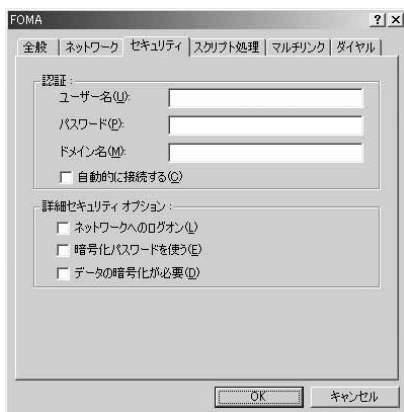 FOMA
全般 ネットワーク セキュリティ スクリプト処理 マルチリンク ダイヤル
認証：
ユーザー名(U):
パスワード(P):
ドメイン名(M):
自動的に接続する(C)
詳細セキュリティ オプション：
ネットワークへのログオン(L)
暗号化パスワードを使う(E)
データの暗号化が必要(D)
OK キャンセル